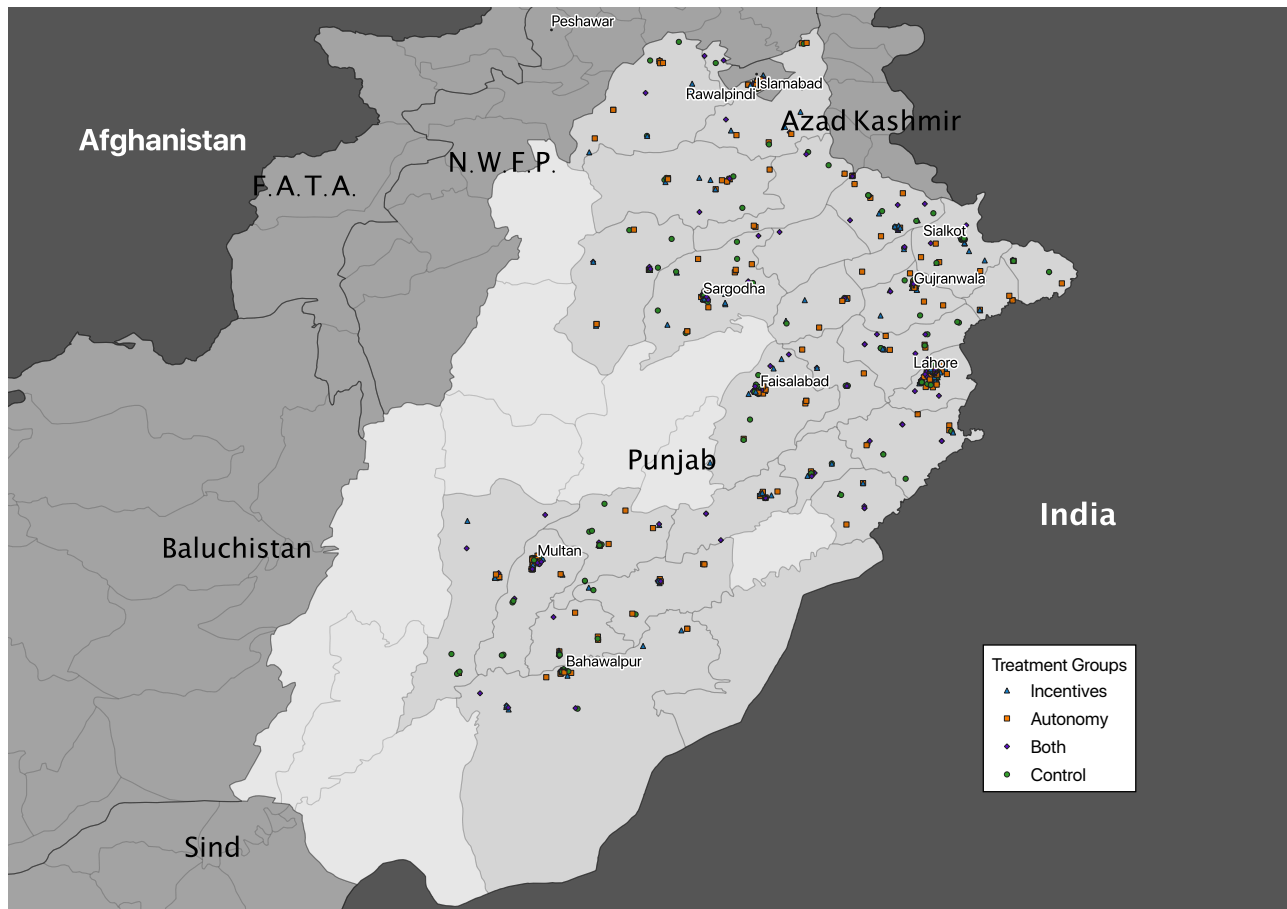 Peshawar
Islamabad
Rawalpindi
Azad Kashmir
Afghanistan
N.W.F.P.
F.A.T.A.
Sialkot
Gujranwala
Sargodha
Lahore
Faisalabad
Punjab
India
Baluchistan
Multan
Bahawalpur
Treatment Groups
Incentives
Autonomy
Both
Control
Sind